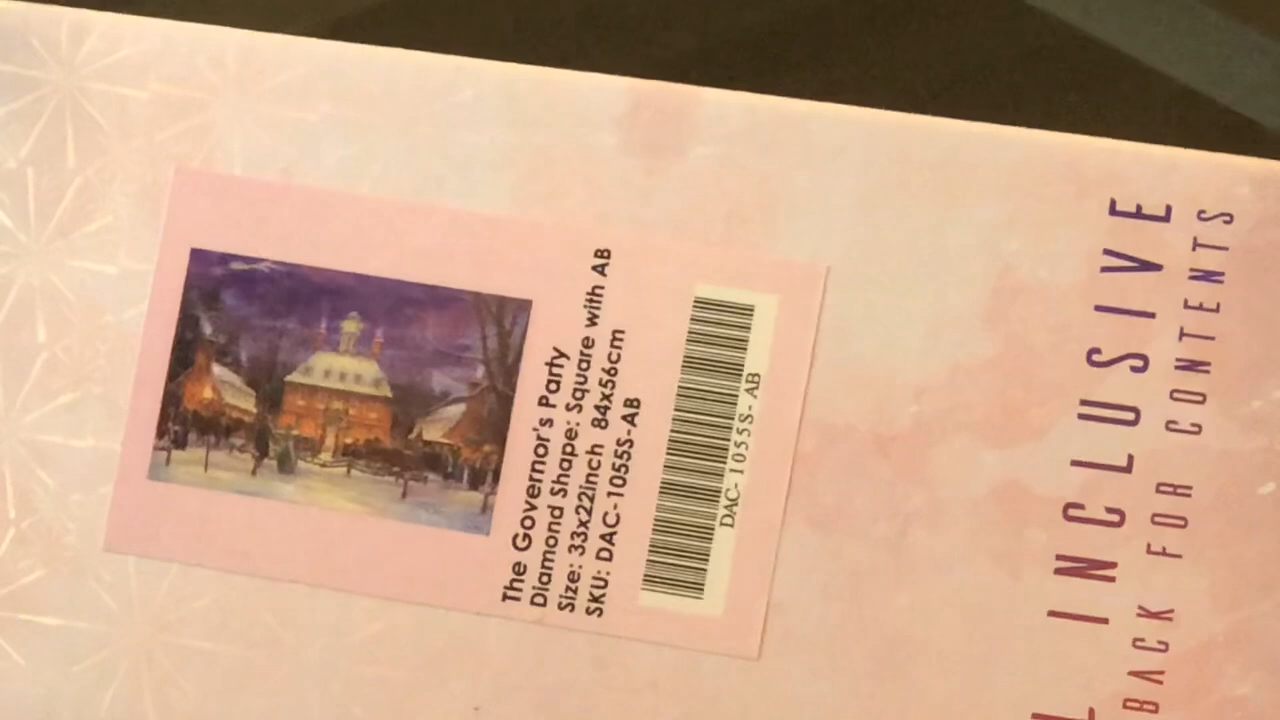 The Governor's Party
Diamond Shape: Square with AB
Size: 33x22inch 84x56cm
SKU: DAC-1055S-AB
DAC- 1055S- AB
INCLUSIVE
BACK FOR CONTENTS